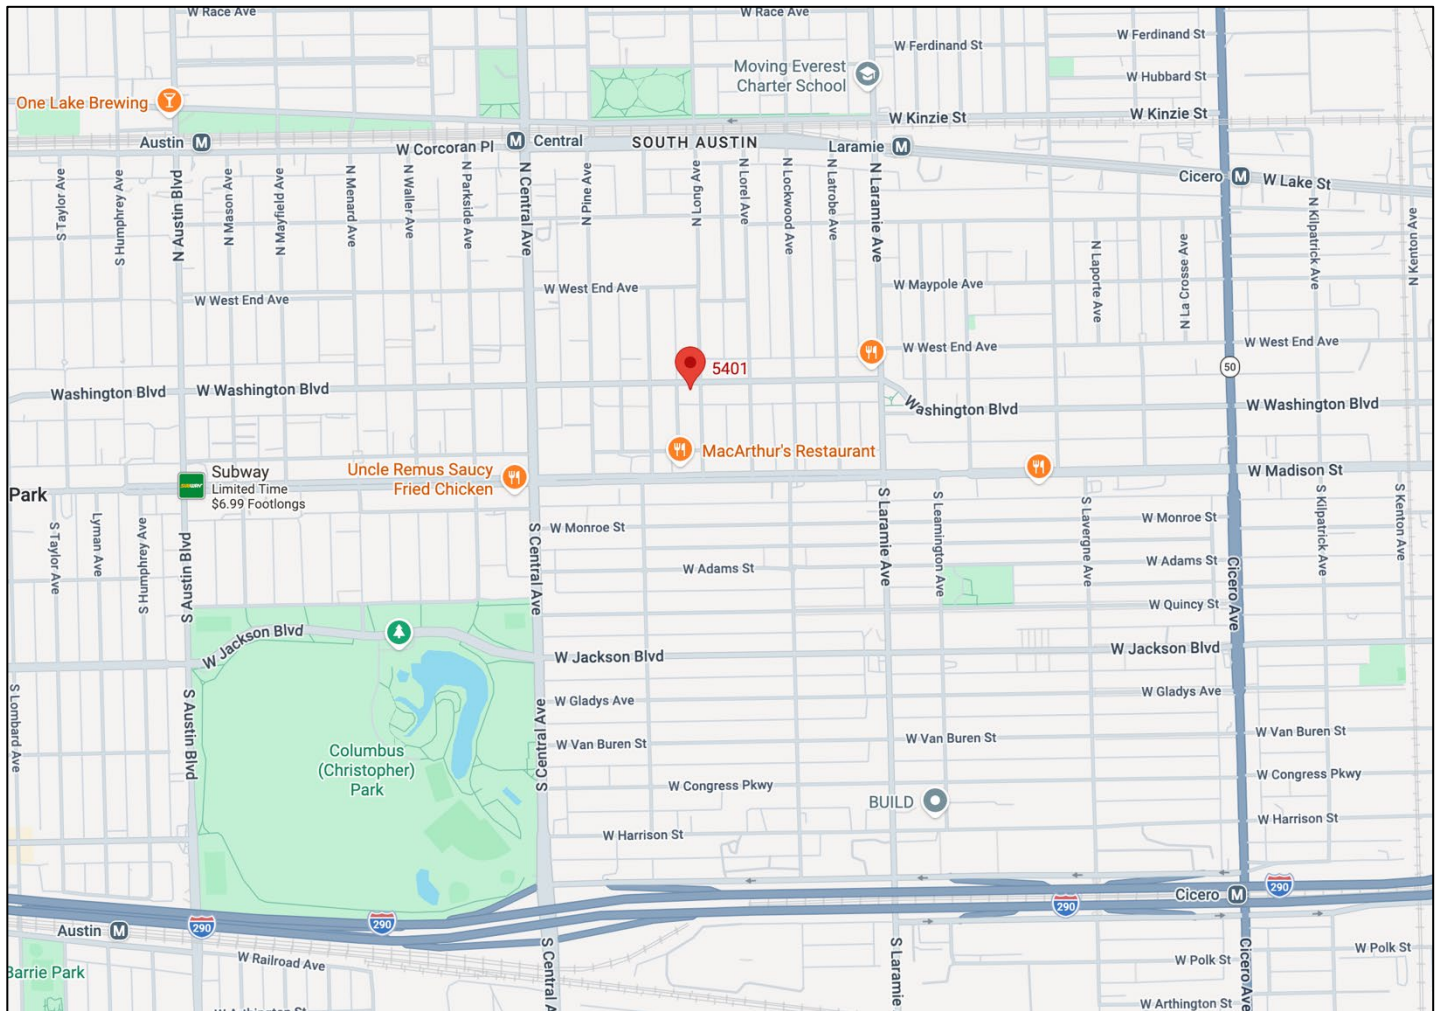 W Race Ave
W Race Ave
W Ferdinand St
W Ferdinand St
Moving Everest
Charter School
W Hubbard St
One Lake Brewing
W Kinzie St
W Kinzie St
Austin
W Corcoran Pl
Central
SOUTH AUSTIN
Laramie
Cicero
W Lake St
S Taylor Ave
S Humphrey Ave
N Austin Blvd
N Mason Ave
N Mayfield Ave
N Menard Ave
N Waller Ave
N Parkside Ave
N Central Ave
N Pine Ave
N Long Ave
N Lorel Ave
N Lockwood Ave
N Latrobe Ave
N Laramie Ave
N Laporte Ave
N La Crosse Ave
N Kilpatrick Ave
N Kenton Ave
W West End Ave
W West End Ave
W Maypole Ave
W West End Ave
W West End Ave
5401
50
Washington Blvd
W Washington Blvd
Washington Blvd
W Washington Blvd
MacArthur's Restaurant
Uncle Remus Saucy
Fried Chicken
Subway
Limited Time
$6.99 Footlongs
SUBWAY
W Madison St
Park
S Taylor Ave
Lyman Ave
S Humphrey Ave
S Austin Blvd
S Central Ave
W Monroe St
S Laramie Ave
S Leamington Ave
S Lavergne Ave
W Monroe St
S Kilpatrick Ave
S Kenton Ave
W Adams St
W Adams St
Cicero Ave
W Quincy St
W Jackson Blvd
W Jackson Blvd
W Jackson Blvd
S Lombard Ave
S Austin Blvd
S Central Ave
W Gladys Ave
W Gladys Ave
W Van Buren St
W Van Buren St
W Van Buren St
Columbus
(Christopher)
Park
W Congress Pkwy
W Congress Pkwy
BUILD
W Harrison St
W Harrison St
Cicero
290
290
290
290
Austin
W Railroad Ave
S Central A
S Laramie
Cicero Ave
W Polk St
W Polk St
Barrie Park
W Arthington St
W Arthington St